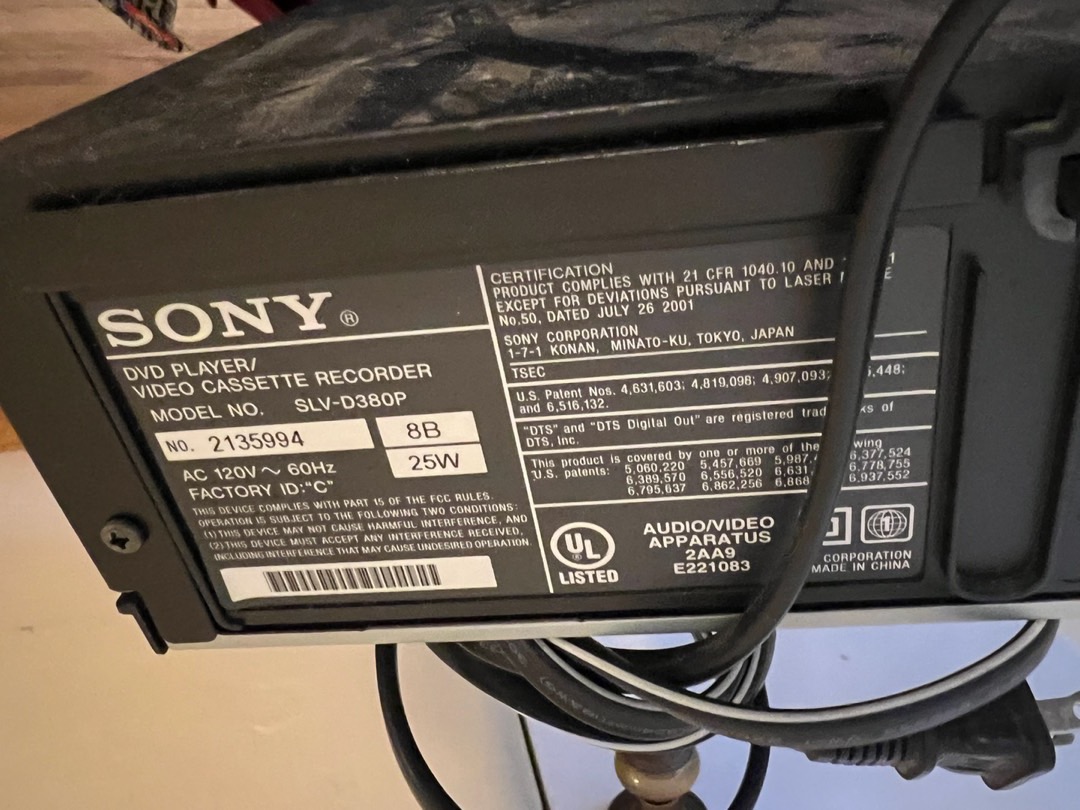 SONY®
DVD PLAYER/
VIDEO CASSETTE RECORDER
MODEL NO. SLV-D380P
NO. 2135994
8B
25W
AC 120V ~ 60Hz
FACTORY ID:"C"
THIS DEVICE COMPLIES WITH PART 15 OF THE FCC RULES.
OPERATION IS SUBJECT TO THE FOLLOWING TWO CONDITIONS:
(1) THIS DEVICE MAY NOT CAUSE HARMFUL INTERFERENCE, AND
(2) THIS DEVICE MUST ACCEPT ANY INTERFERENCE RECEIVED,
INCLUDING INTERFERENCE THAT MAY CAUSE UNDESIRED OPERATION.
CERTIFICATION
PRODUCT COMPLIES WITH 21 CFR 1040.10 AND
EXCEPT FOR DEVIATIONS PURSUANT TO LASER
No.50, DATED JULY 26 2001
SONY CORPORATION
1-7-1 KONAN, MINATO-KU, TOKYO, JAPAN
TSEC
U.S. Patent Nos. 4,631,603; 4,819,098; 4,907,093; ,448;
and 6,516,132.
"DTS" and "DTS Digital Out" are registered of
DTS, Inc.
This product is covered by one or more of the
U.S. patents: 5,060,220 5,457,669 6,377,524
6,389,570 6,556,520 6,778,755
6,795,637 6,862,256 6,937,552
UL
®
LISTED
AUDIO/VIDEO
APPARATUS
2AA9
E221083
1
CORPORATION
MADE IN CHINA